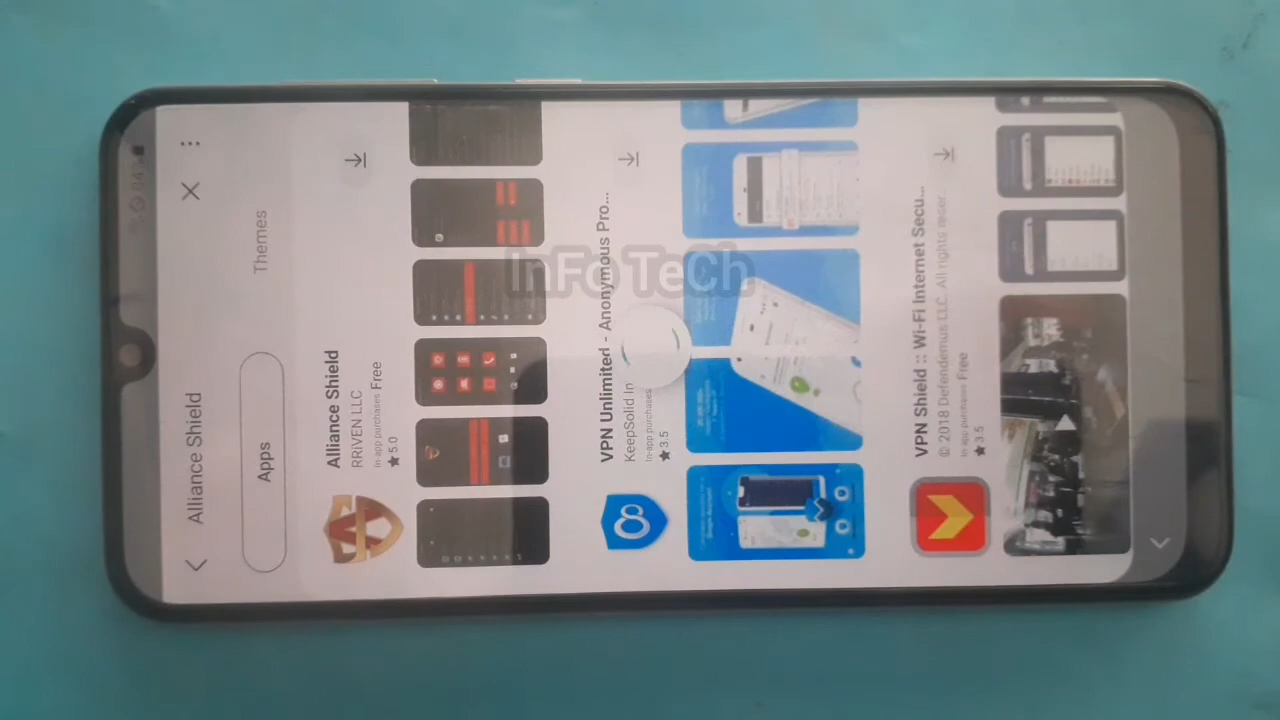 Alliance Shield
Apps
Themes
Alliance Shield
RRiVEN LLC
In-app purchases Free
★ 5.0
VPN Unlimited - Anonymous Pro...
KeepSolid In
In-app purchases
★ 3.5
VPN Shield :: Wi-Fi Internet Secu...
© 2018 Defendemus LLC. All rights reser...
In-app purchases Free
★ 3.5
InFoTeCh